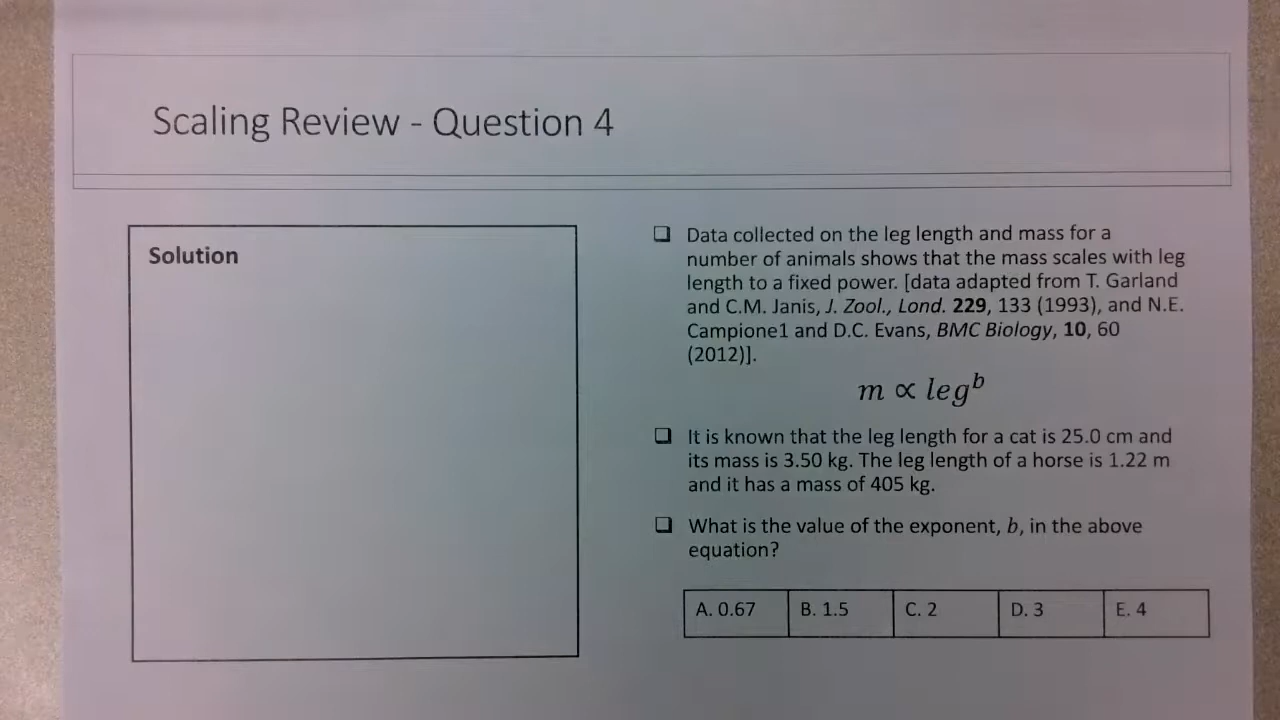 Scaling Review - Question 4
Solution
❑ Data collected on the leg length and mass for a
number of animals shows that the mass scales with leg
length to a fixed power. [data adapted from T. Garland
and C.M. Janis, J. Zool., Lond. 229, 133 (1993), and N.E.
Campione1 and D.C. Evans, BMC Biology, 10, 60
(2012)].
m ∝ leg^b
❑ It is known that the leg length for a cat is 25.0 cm and
its mass is 3.50 kg. The leg length of a horse is 1.22 m
and it has a mass of 405 kg.
❑ What is the value of the exponent, b, in the above
equation?
A. 0.67 B. 1.5 C. 2 D. 3 E. 4